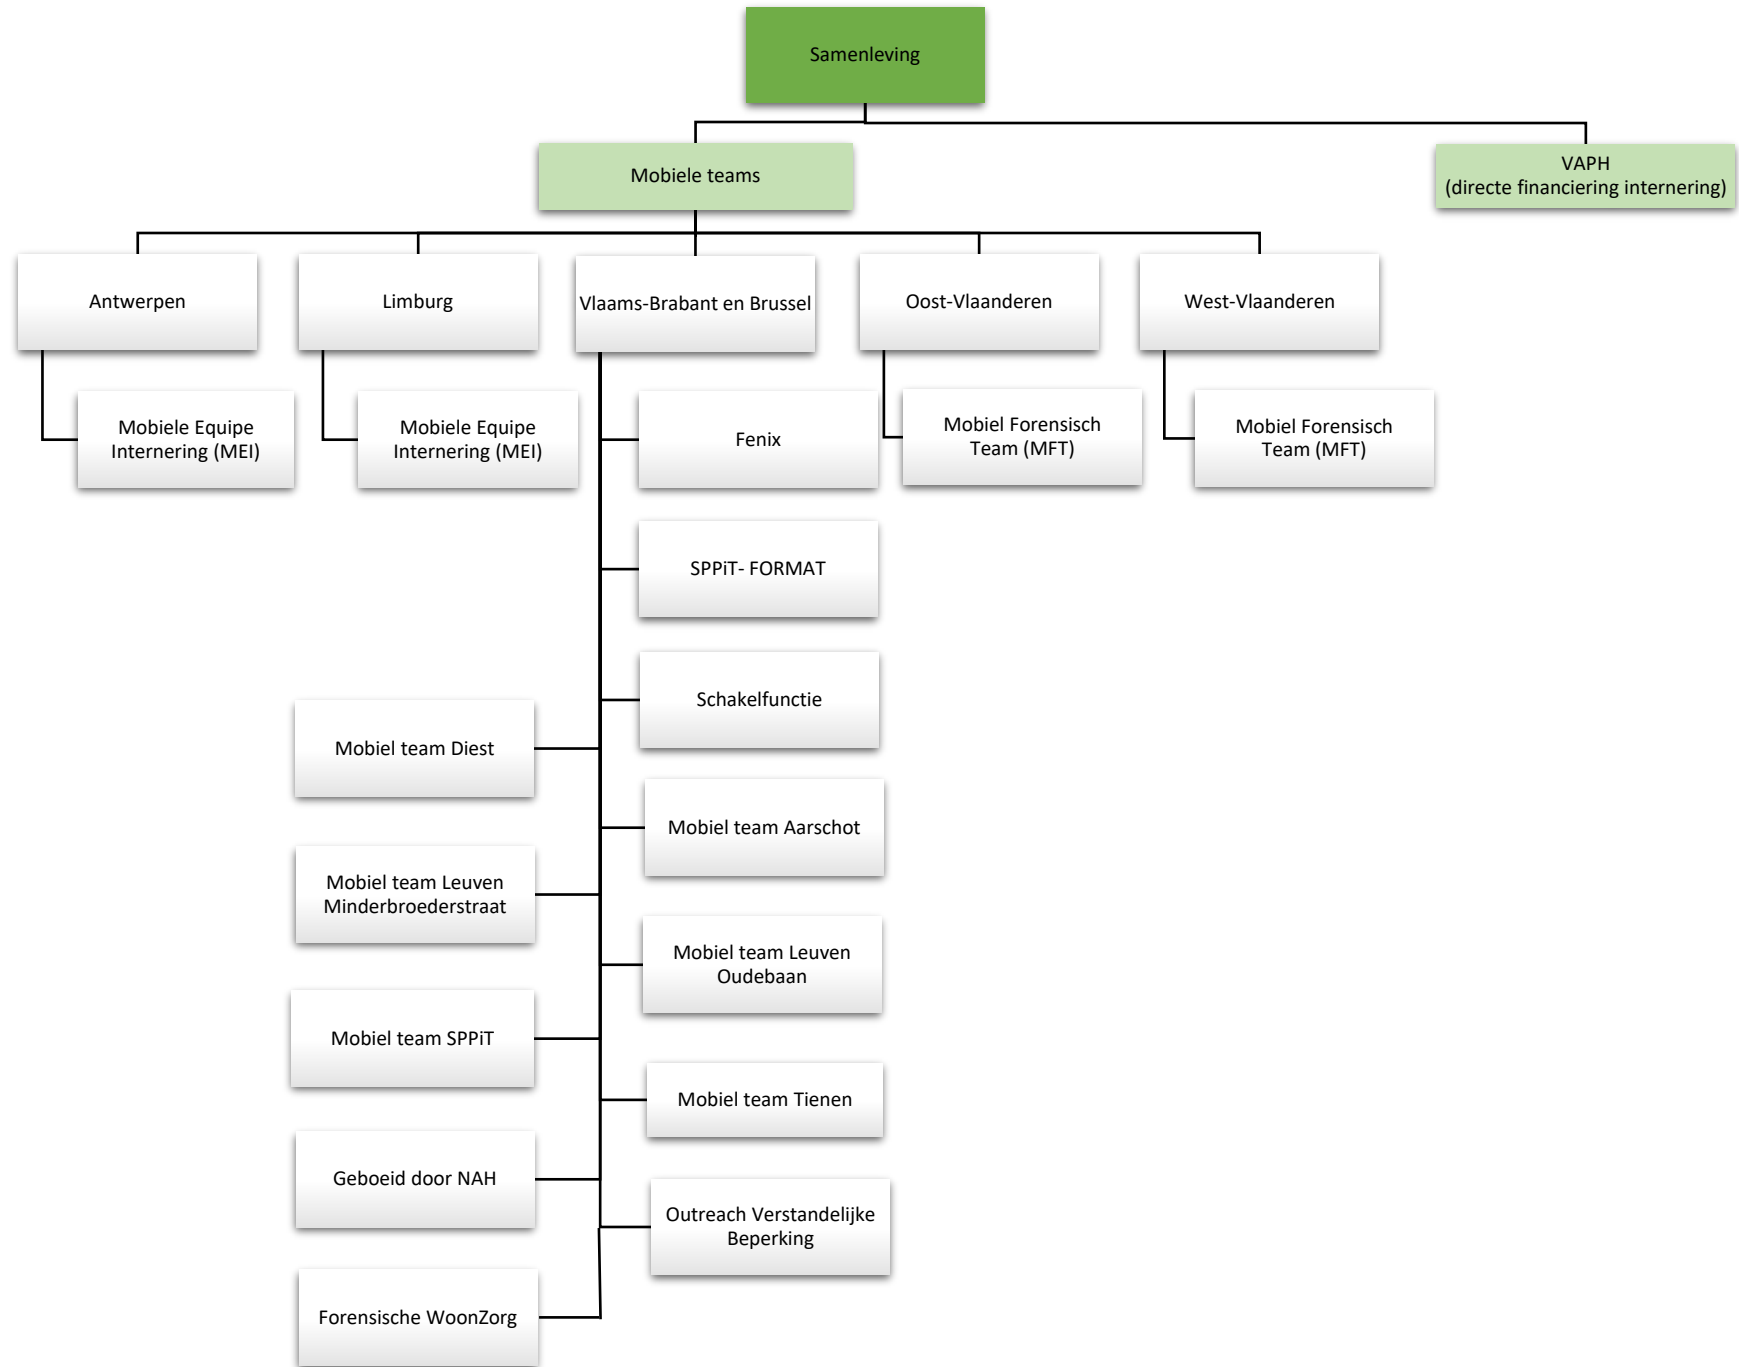 Samenleving
Mobiele teams
VAPH
(directe financiering internering)
Antwerpen
Limburg
Vlaams-Brabant en Brussel
Oost-Vlaanderen
West-Vlaanderen
Mobiele Equipe
Internering (MEI)
Mobiele Equipe
Internering (MEI)
Fenix
Mobiel Forensisch
Team (MFT)
Mobiel Forensisch
Team (MFT)
SPPiT- FORMAT
Schakelfunctie
Mobiel team Diest
Mobiel team Aarschot
Mobiel team Leuven
Minderbroederstraat
Mobiel team Leuven
Oudebaan
Mobiel team SPPiT
Mobiel team Tienen
Geboeid door NAH
Outreach Verstandelijke
Beperking
Forensische WoonZorg